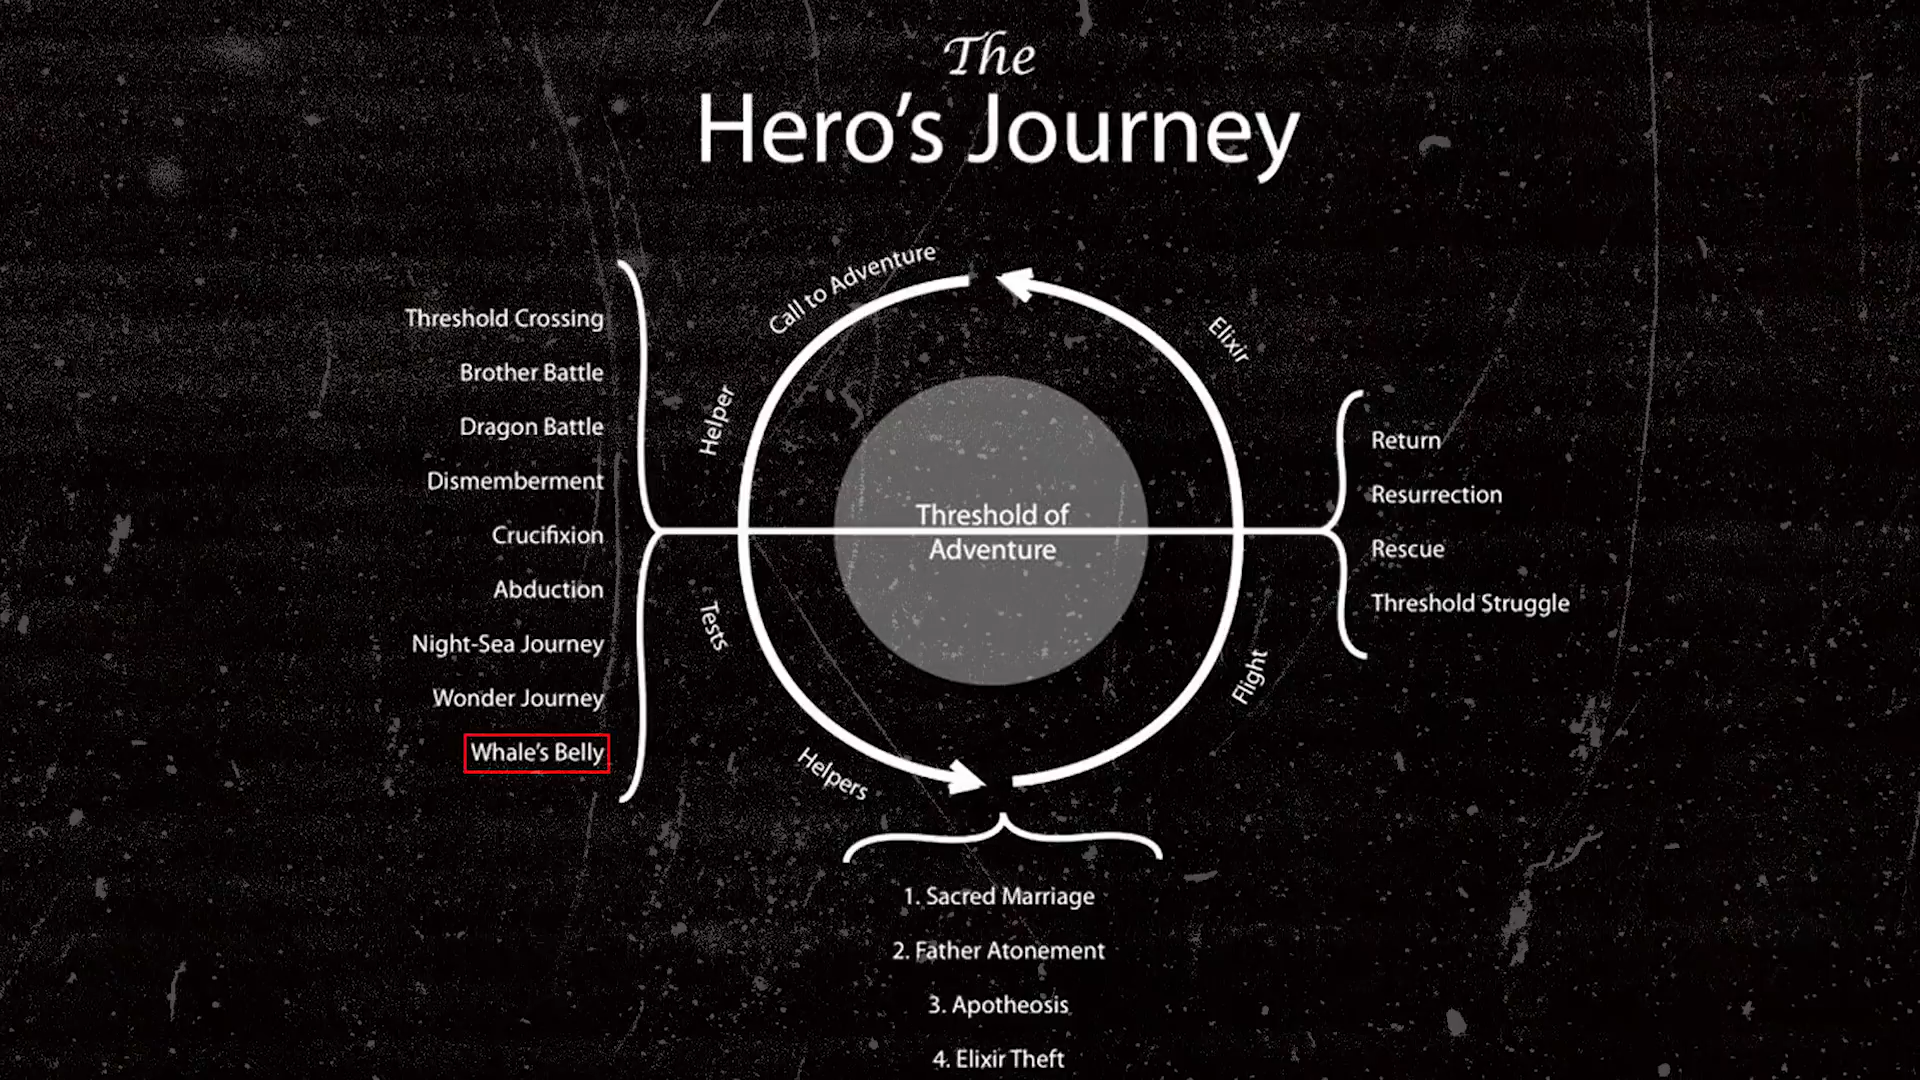 The
Hero's Journey
Call to Adventure
Helper
Tests
Helpers
Elixir
Flight
Threshold of
Adventure
Threshold Crossing
Brother Battle
Dragon Battle
Dismemberment
Crucifixion
Abduction
Night-Sea Journey
Wonder Journey
Whale's Belly
Return
Resurrection
Rescue
Threshold Struggle
1. Sacred Marriage
2. Father Atonement
3. Apotheosis
4. Elixir Theft